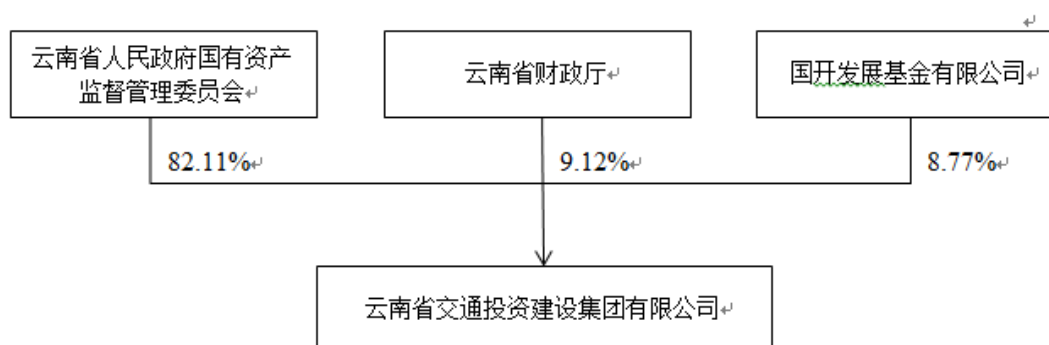 云南省人民政府国有资产
监督管理委员会
云南省财政厅
国开发展基金有限公司
82.11%
9.12%
8.77%
云南省交通投资建设集团有限公司